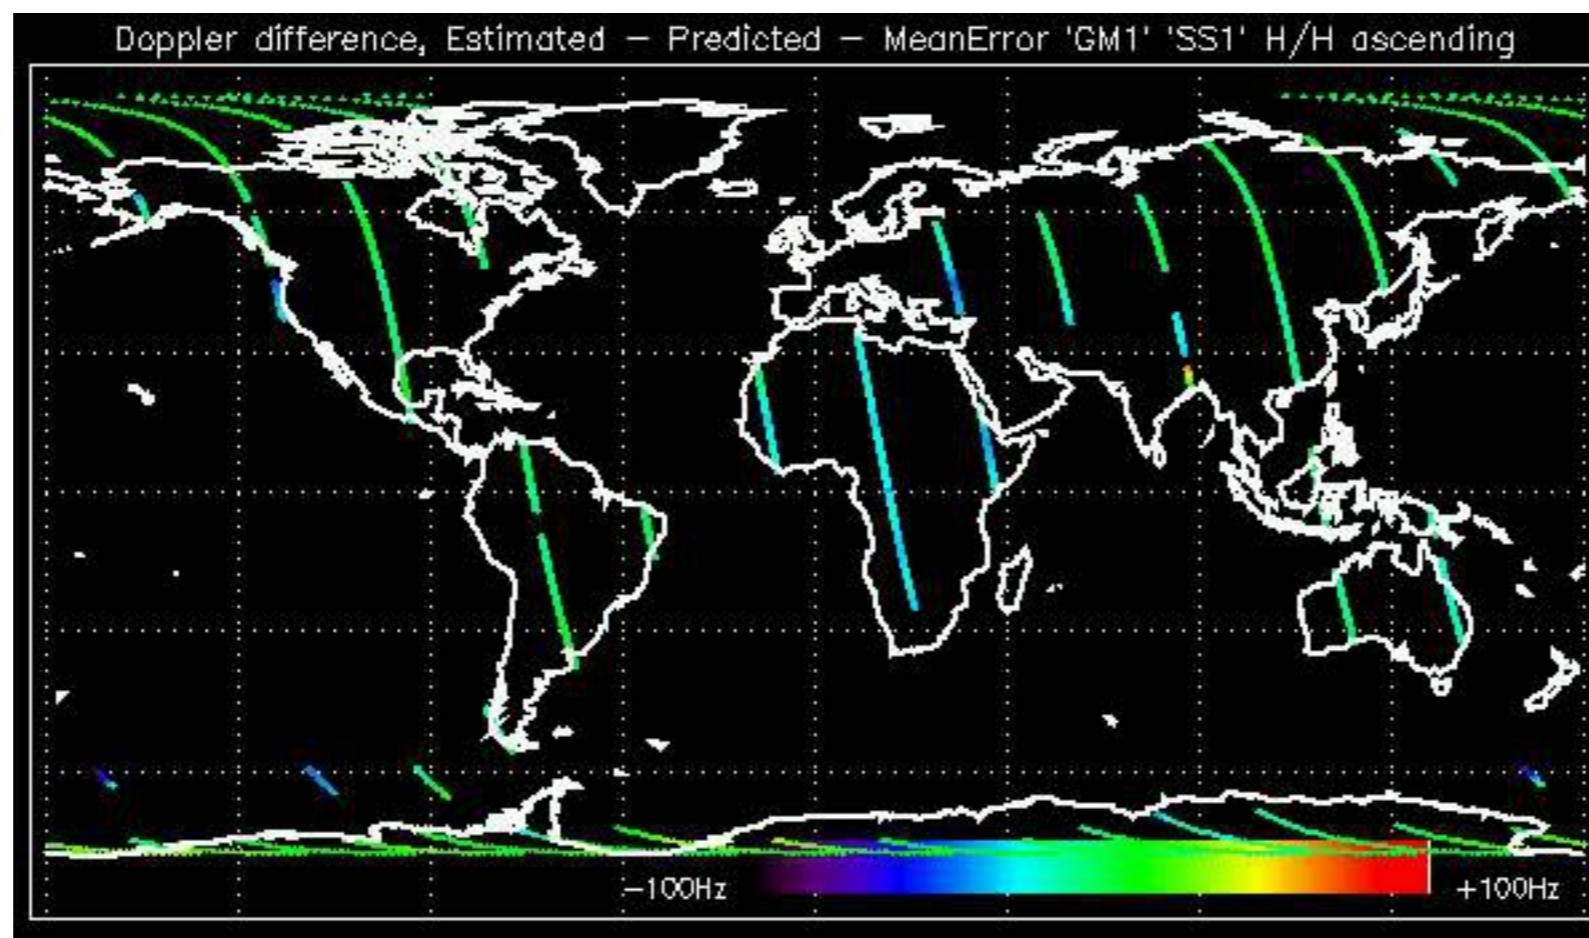 Doppler difference, Estimated – Predicted – MeanError 'GM1' 'SS1' H/H ascending
–100Hz
+100Hz